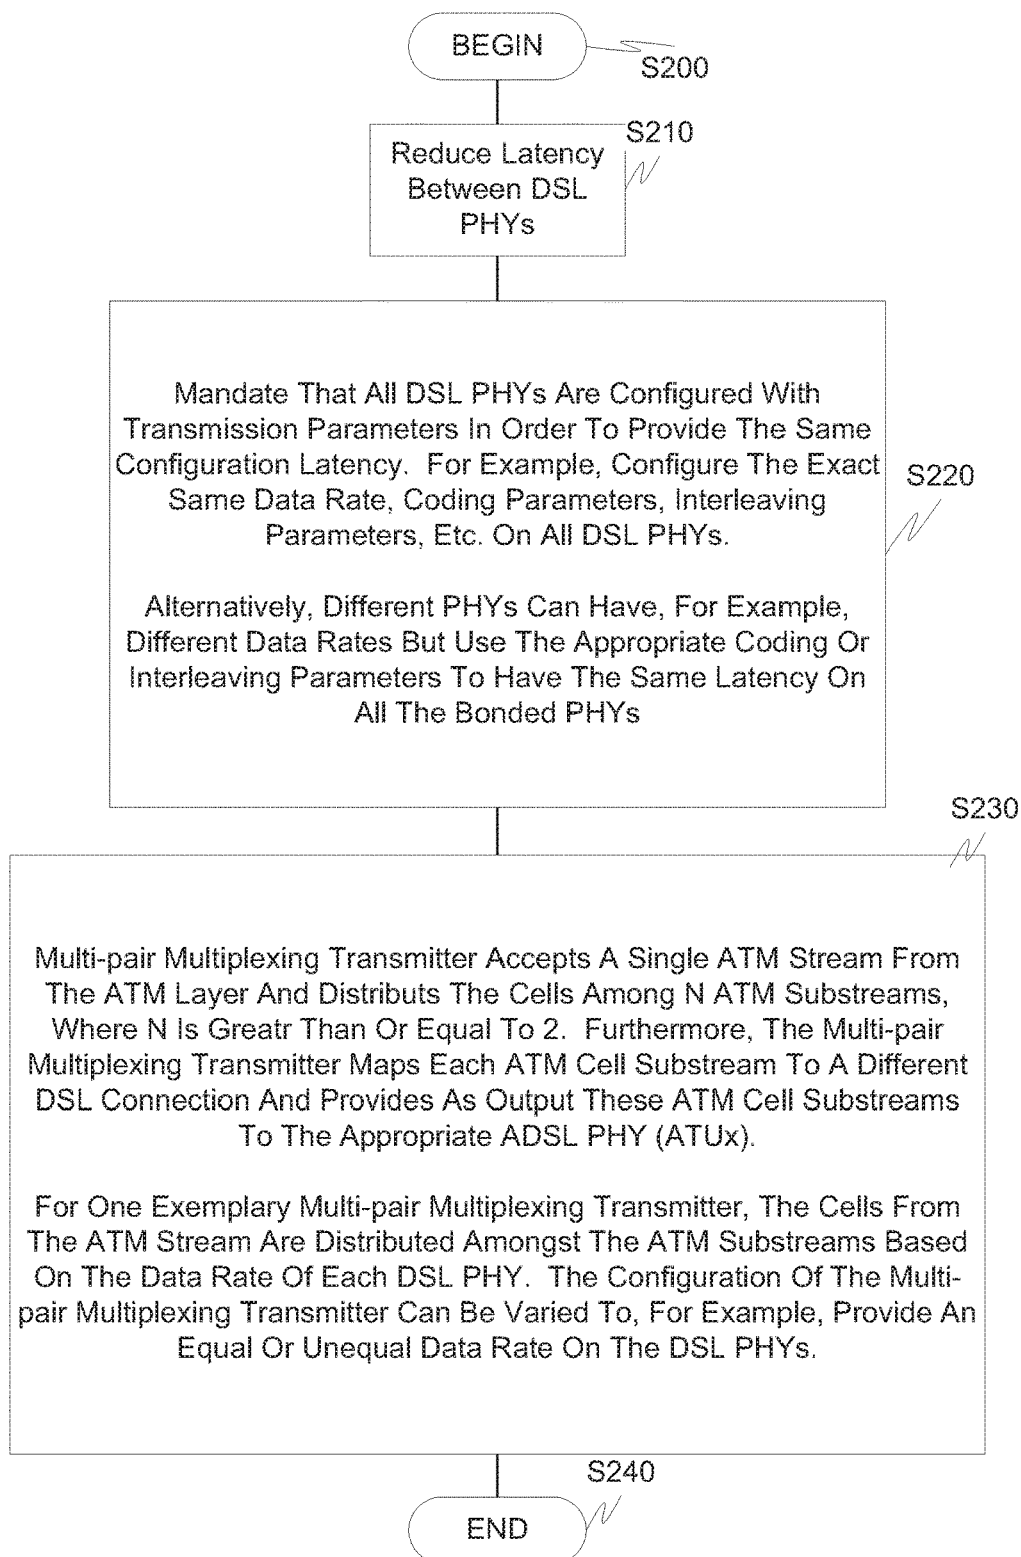 BEGIN
S200
S210
Reduce Latency
Between DSL
PHYs
Mandate That All DSL PHYs Are Configured With
Transmission Parameters In Order To Provide The Same
Configuration Latency. For Example, Configure The Exact
Same Data Rate, Coding Parameters, Interleaving
Parameters, Etc. On All DSL PHYs.
Alternatively, Different PHYs Can Have, For Example,
Different Data Rates But Use The Appropriate Coding Or
Interleaving Parameters To Have The Same Latency On
All The Bonded PHYs
S220
S230
Multi-pair Multiplexing Transmitter Accepts A Single ATM Stream From
The ATM Layer And Distributs The Cells Among N ATM Substreams,
Where N Is Greatr Than Or Equal To 2. Furthermore, The Multi-pair
Multiplexing Transmitter Maps Each ATM Cell Substream To A Different
DSL Connection And Provides As Output These ATM Cell Substreams
To The Appropriate ADSL PHY (ATUx).
For One Exemplary Multi-pair Multiplexing Transmitter, The Cells From
The ATM Stream Are Distributed Amongst The ATM Substreams Based
On The Data Rate Of Each DSL PHY. The Configuration Of The Multi-
pair Multiplexing Transmitter Can Be Varied To, For Example, Provide An
Equal Or Unequal Data Rate On The DSL PHYs.
S240
END